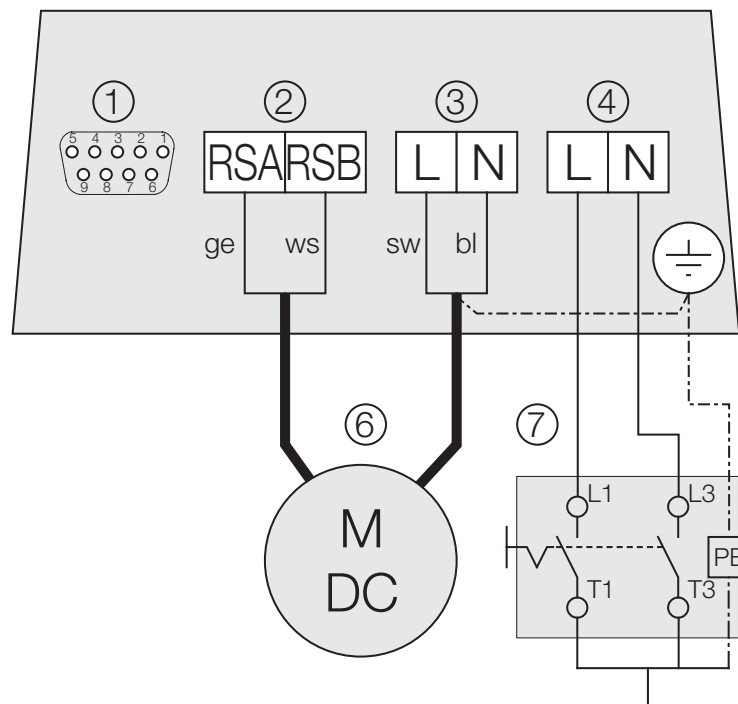 ① ② ③ ④
5 4 3 2 1
9 8 7 6
RSA RSB L N L N
ge ws sw bl
⑥ ⑦
M
DC
L1 L3
PE
T1 T3